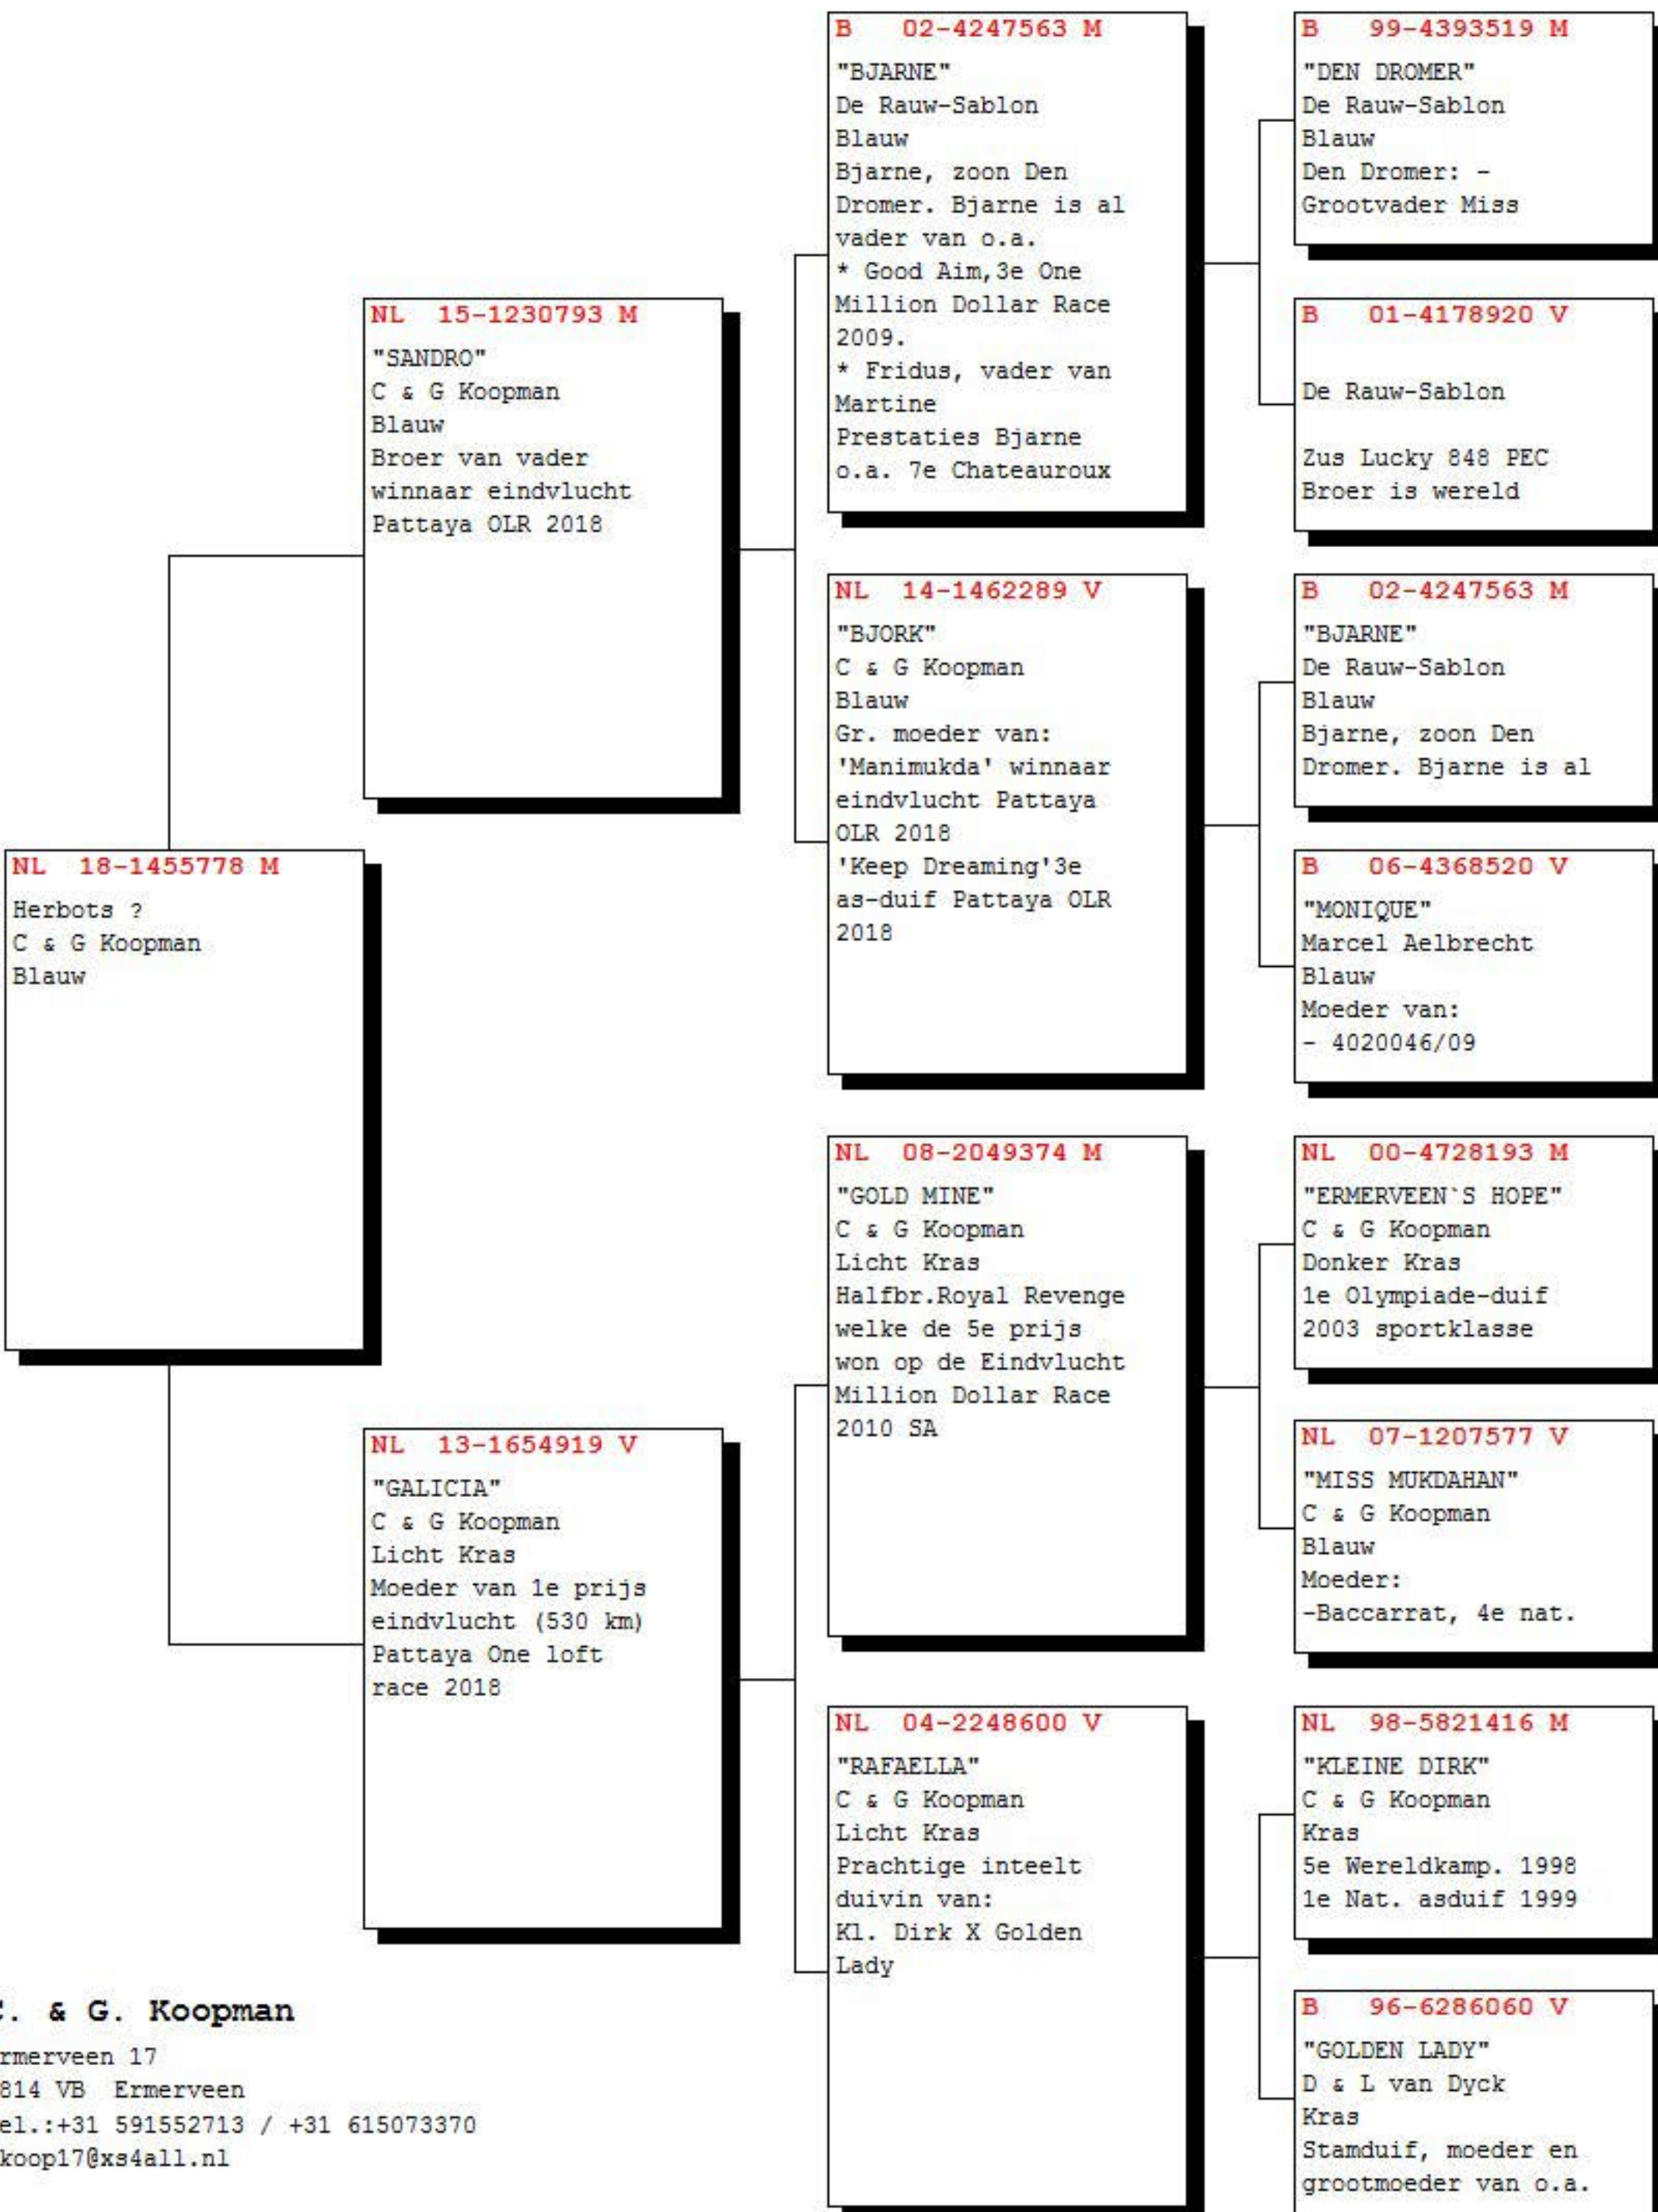 B 02-4247563 M
"BJARNE"
De Rauw-Sablon
Blauw
Bjarne, zoon Den
Dromer. Bjarne is al
vader van o.a.
* Good Aim,3e One
Million Dollar Race
2009.
* Fridus, vader van
Martine
Prestaties Bjarne
o.a. 7e Chateauroux
B 99-4393519 M
"DEN DROMER"
De Rauw-Sablon
Blauw
Den Dromer: -
Grootvader Miss
B 01-4178920 V
De Rauw-Sablon
Zus Lucky 848 PEC
Broer is wereld
NL 15-1230793 M
"SANDRO"
C & G Koopman
Blauw
Broer van vader
winnaar eindvlucht
Pattaya OLR 2018
NL 14-1462289 V
"BJORK"
C & G Koopman
Blauw
Gr. moeder van:
'Manimukda' winnaar
eindvlucht Pattaya
OLR 2018
'Keep Dreaming'3e
as-duif Pattaya OLR
2018
B 02-4247563 M
"BJARNE"
De Rauw-Sablon
Blauw
Bjarne, zoon Den
Dromer. Bjarne is al
B 06-4368520 V
"MONIQUE"
Marcel Aelbrecht
Blauw
Moeder van:
- 4020046/09
NL 18-1455778 M
Herbots ?
C & G Koopman
Blauw
NL 08-2049374 M
"GOLD MINE"
C & G Koopman
Licht Kras
Halfbr.Royal Revenge
welke de 5e prijs
won op de Eindvlucht
Million Dollar Race
2010 SA
NL 00-4728193 M
"ERMERVEEN`S HOPE"
C & G Koopman
Donker Kras
1e Olympiade-duif
2003 sportklasse
NL 07-1207577 V
"MISS MUKDAHAN"
C & G Koopman
Blauw
Moeder:
-Baccarrat, 4e nat.
NL 13-1654919 V
"GALICIA"
C & G Koopman
Licht Kras
Moeder van 1e prijs
eindvlucht (530 km)
Pattaya One loft
race 2018
NL 04-2248600 V
"RAFAELLA"
C & G Koopman
Licht Kras
Prachtige inteelt
duivin van:
Kl. Dirk X Golden
Lady
NL 98-5821416 M
"KLEINE DIRK"
C & G Koopman
Kras
5e Wereldkamp. 1998
1e Nat. asduif 1999
B 96-6286060 V
"GOLDEN LADY"
D & L van Dyck
Kras
Stamduif, moeder en
grootmoeder van o.a.
C. & G. Koopman
rmerveen 17
814 VB Ermerveen
el.:+31 591552713 / +31 615073370
koop17@xs4all.nl